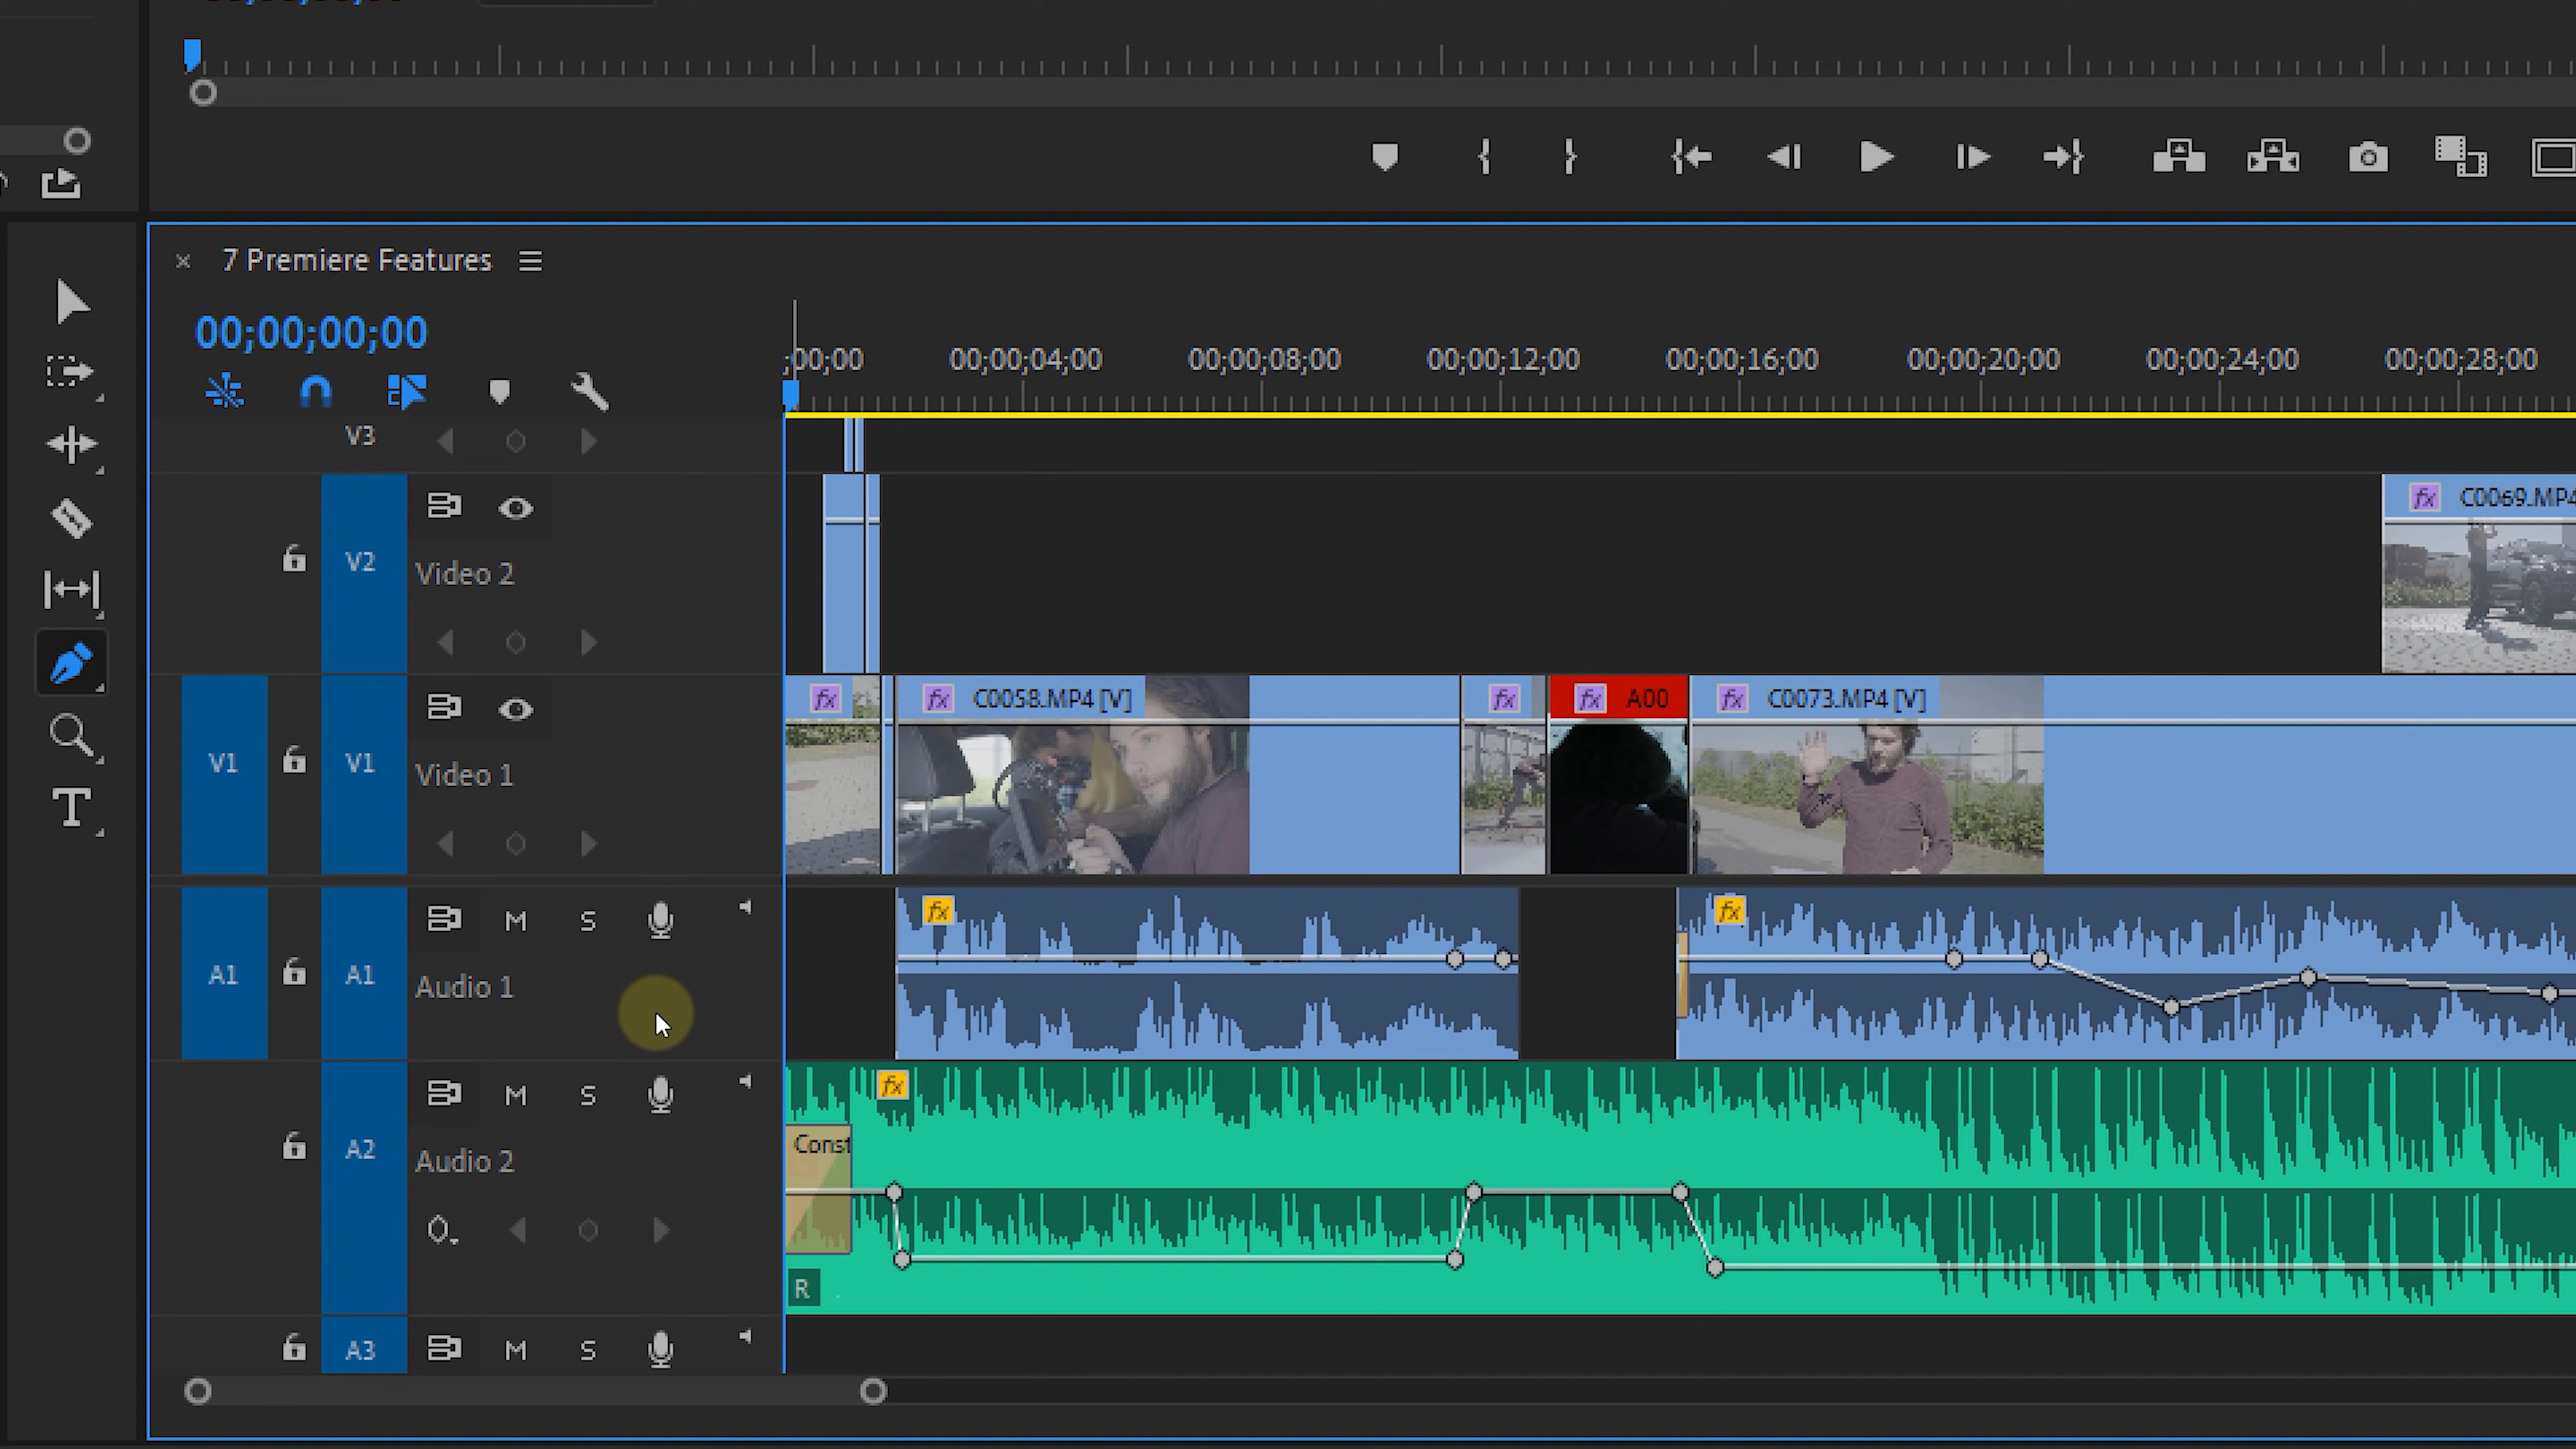 7 Premiere Features
00;00;00;00
;00;00 00;00;04;00 00;00;08;00 00;00;12;00 00;00;16;00 00;00;20;00 00;00;24;00 00;00;28;00
V3
fx C0069.MP4
V2
Video 2
fx fx C0058.MP4 [V] fx fx A00 fx C0073.MP4 [V]
V1 V1
Video 1
T
M S fx fx
A1 A1
Audio 1
M S fx
Const
A2
Audio 2
R
A3 M S